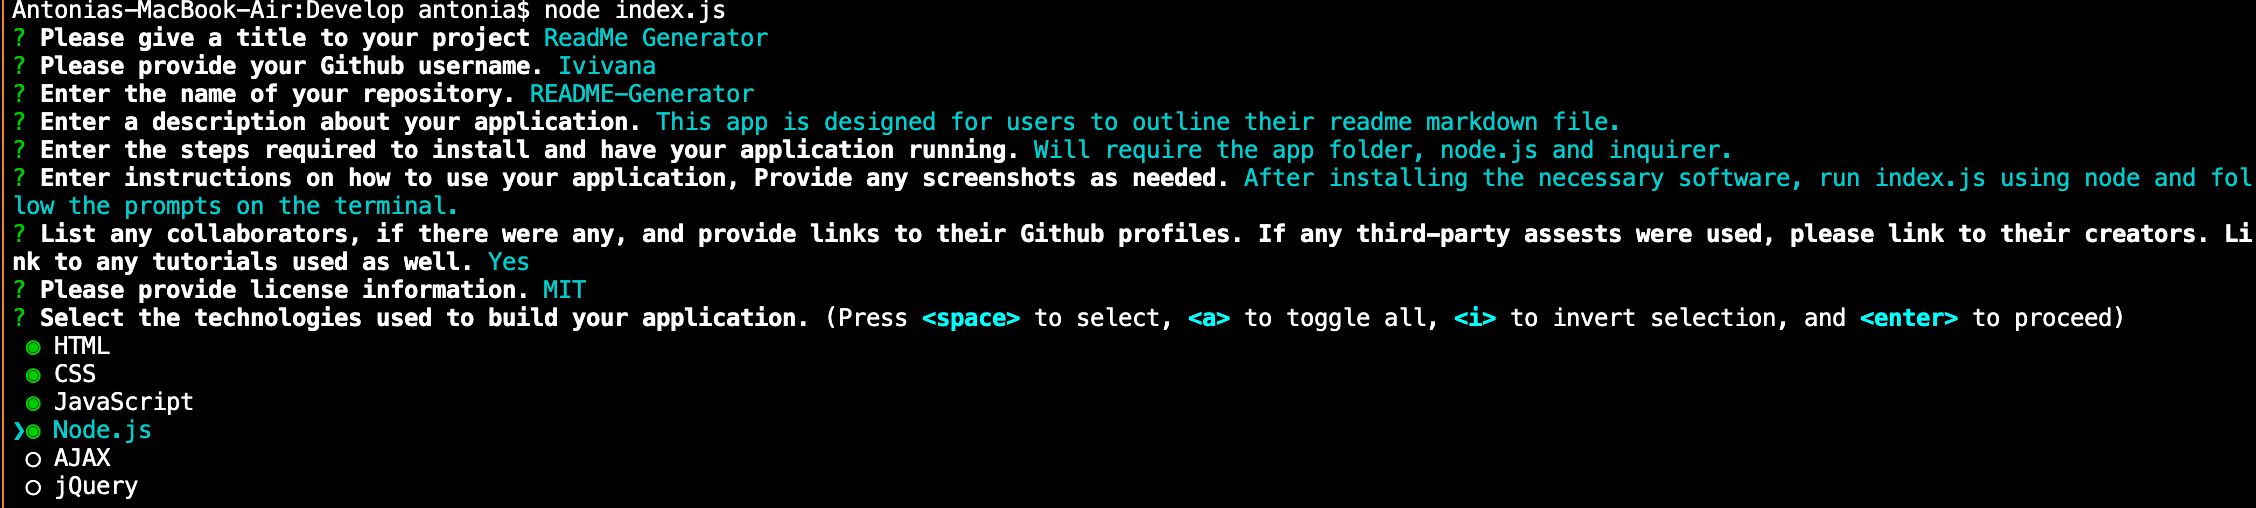 Antonias-MacBook-Air:Develop antonia$ node index.js
? Please give a title to your project ReadMe Generator
? Please provide your Github username. Ivivana
? Enter the name of your repository. README-Generator
? Enter a description about your application. This app is designed for users to outline their readme markdown file.
? Enter the steps required to install and have your application running. Will require the app folder, node.js and inquirer.
? Enter instructions on how to use your application, Provide any screenshots as needed. After installing the necessary software, run index.js using node and fol
low the prompts on the terminal.
? List any collaborators, if there were any, and provide links to their Github profiles. If any third-party assests were used, please link to their creators. Li
nk to any tutorials used as well. Yes
? Please provide license information. MIT
? Select the technologies used to build your application. (Press <space> to select, <a> to toggle all, <i> to invert selection, and <enter> to proceed)
◉ HTML
◉ CSS
◉ JavaScript
❯◉ Node.js
◯ AJAX
◯ jQuery